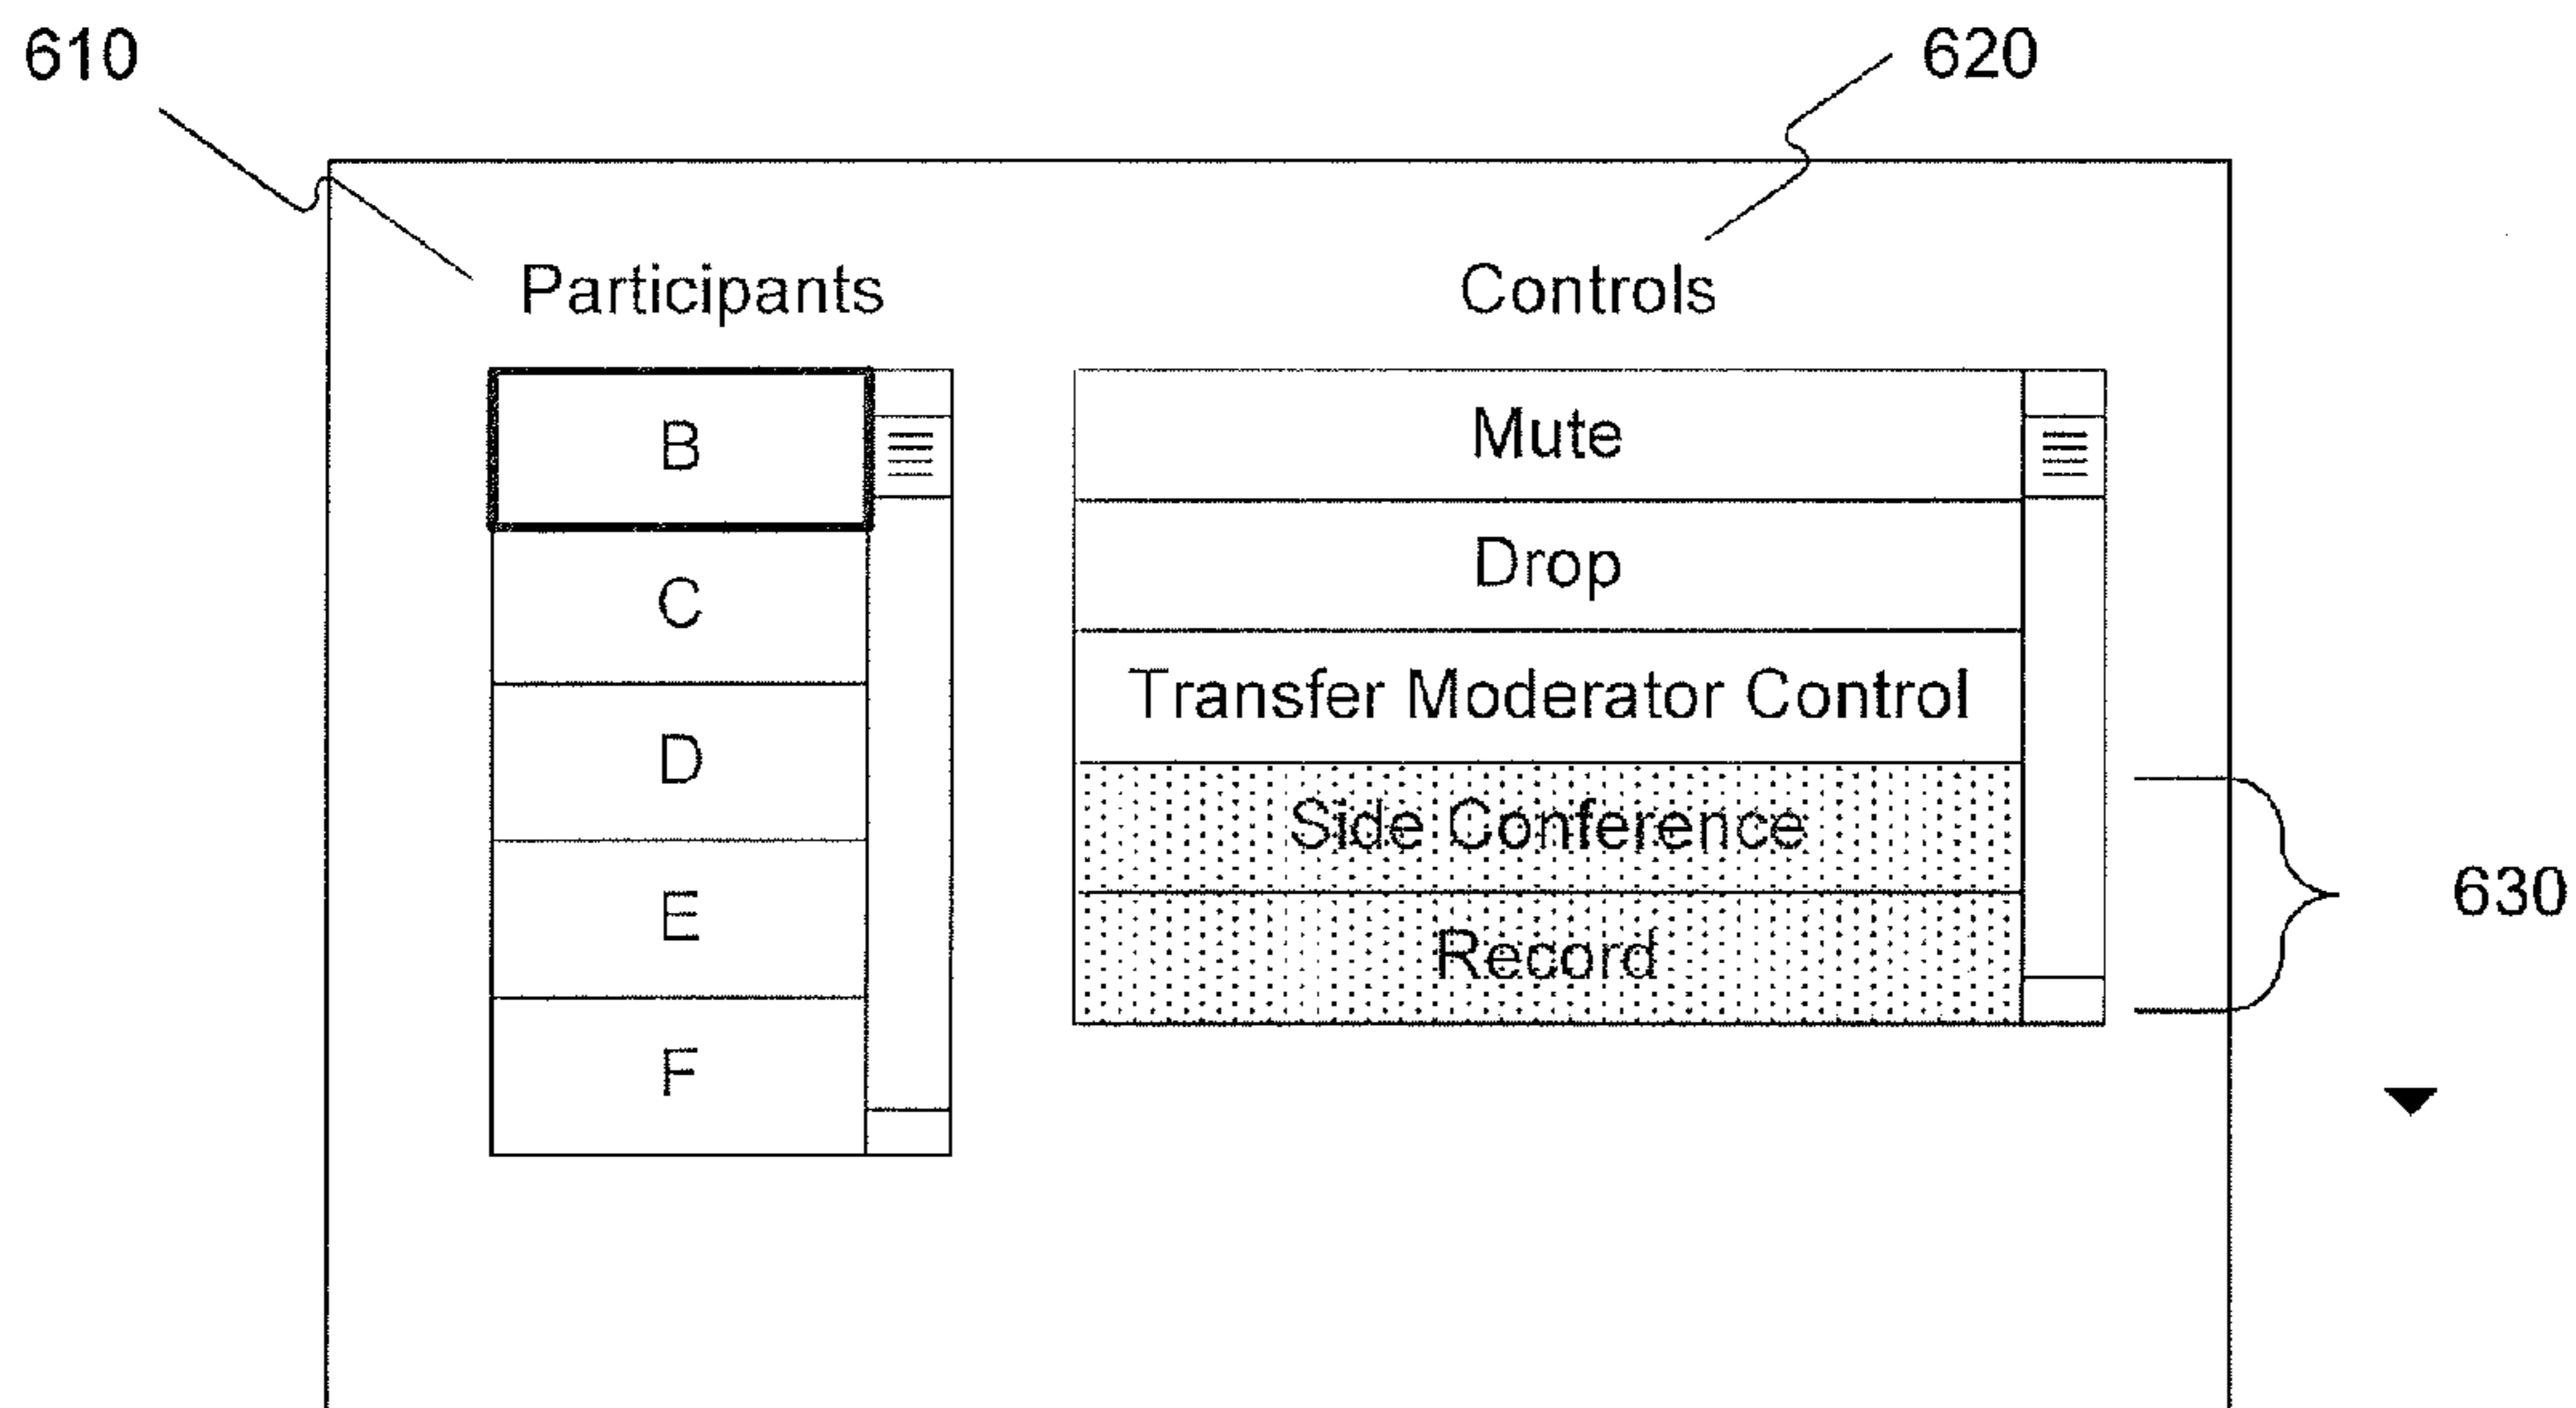 610
620
Participants
Controls
B
C
D
E
F
Mute
Drop
Transfer Moderator Control
Side Conference
Record
630